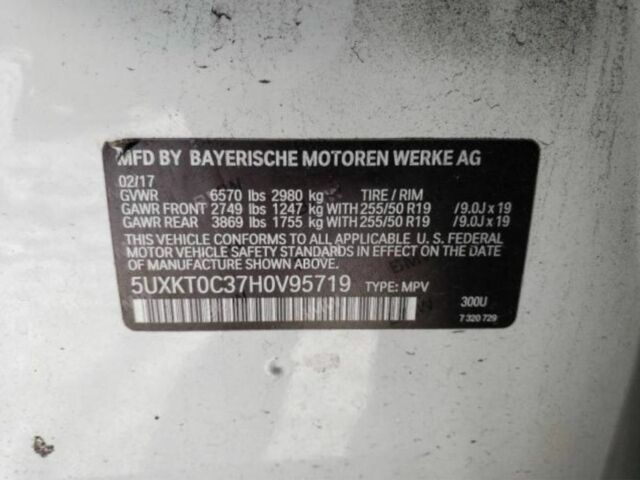 MFD BY BAYERISCHE MOTOREN WERKE AG
02/17
GVWR 6570 lbs 2980 kg TIRE / RIM
GAWR FRONT 2749 lbs 1247 kg WITH 255/50 R19 /9.0J x 19
GAWR REAR 3869 lbs 1755 kg WITH 255/50 R19 /9.0J x 19
THIS VEHICLE CONFORMS TO ALL APPLICABLE U. S. FEDERAL
MOTOR VEHICLE SAFETY STANDARDS IN EFFECT ON THE DATE
OF MANUFACTURE SHOWN ABOVE.
5UXKT0C37H0V95719 TYPE: MPV 300U
7 320 729